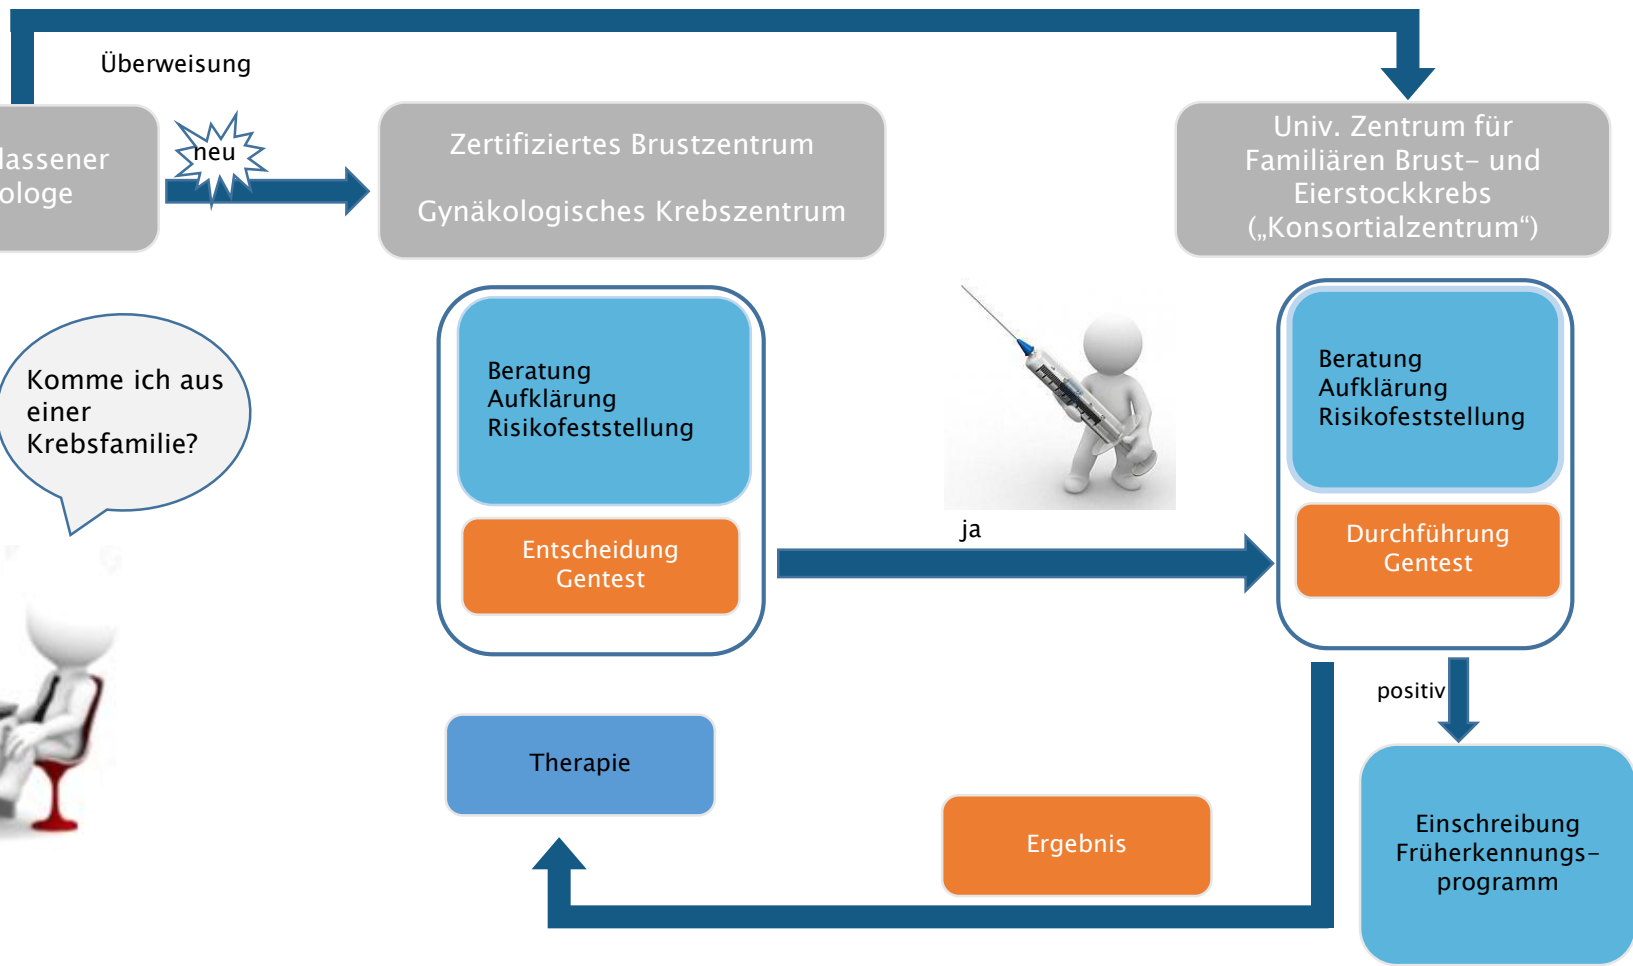 Überweisung
neu
lassener
ologe
Zertifiziertes Brustzentrum
Gynäkologisches Krebszentrum
Univ. Zentrum für
Familiären Brust- und
Eierstockkrebs
(„Konsortialzentrum“)
Komme ich aus
einer
Krebsfamilie?
Beratung
Aufklärung
Risikofeststellung
Entscheidung
Gentest
ja
Beratung
Aufklärung
Risikofeststellung
Durchführung
Gentest
positiv
Therapie
Ergebnis
Einschreibung
Früherkennungs-
programm